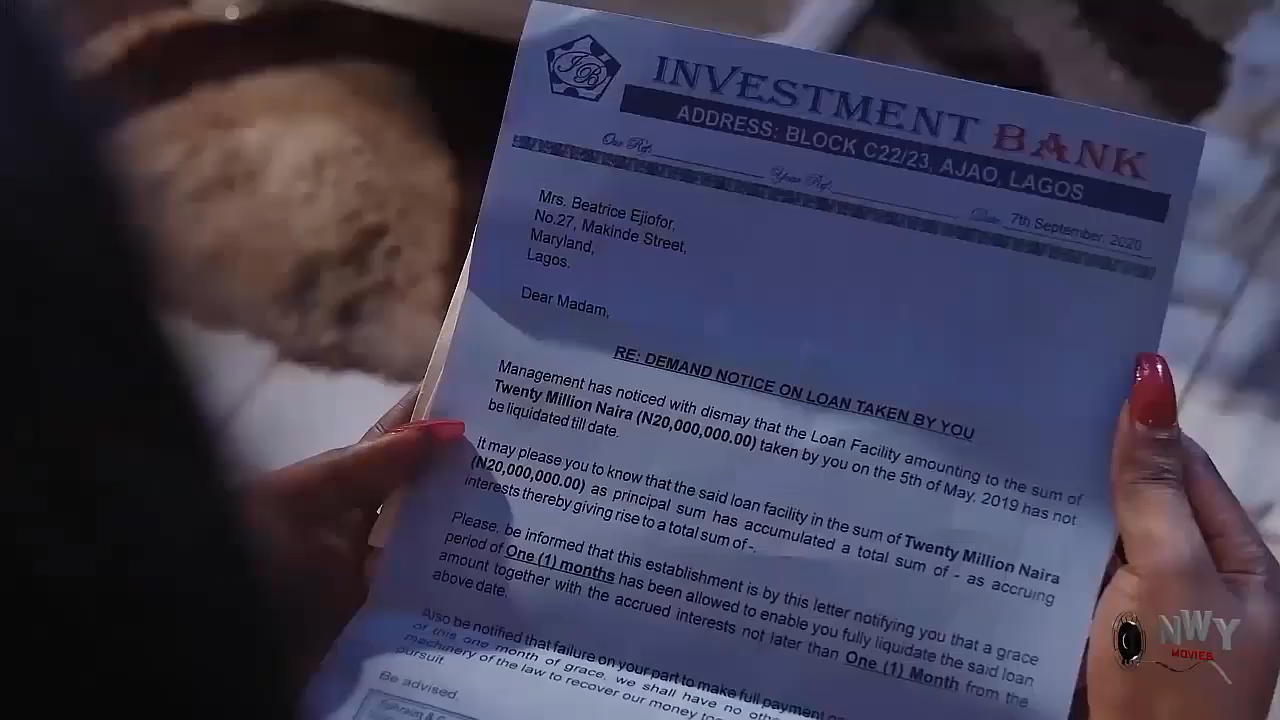 IB
INVESTMENT BANK
ADDRESS: BLOCK C22/23, AJAO, LAGOS
Our Ref. Your Ref. Date. 7th September, 2020
Mrs. Beatrice Ejiofor,
No.27, Makinde Street,
Maryland,
Lagos.
Dear Madam,
RE: DEMAND NOTICE ON LOAN TAKEN BY YOU
Management has noticed with dismay that the Loan Facility amounting to the sum of
Twenty Million Naira (N20,000,000.00) taken by you on the 5th of May, 2019 has not
be liquidated till date.
It may please you to know that the said loan facility in the sum of Twenty Million Naira
(N20,000,000.00) as principal sum has accumulated a total sum of - as accruing
interests thereby giving rise to a total sum of -.
Please, be informed that this establishment is by this letter notifying you that a grace
period of One (1) months has been allowed to enable you fully liquidate the said loan
amount together with the accrued interests not later than One (1) Month from the
above date.
Also be notified that failure on your part to make full payment
of this one month of grace, we shall have no
machinery of the law to recover our money
pursuit.
Be advised.
Ephraim &
NWY
MOVIES